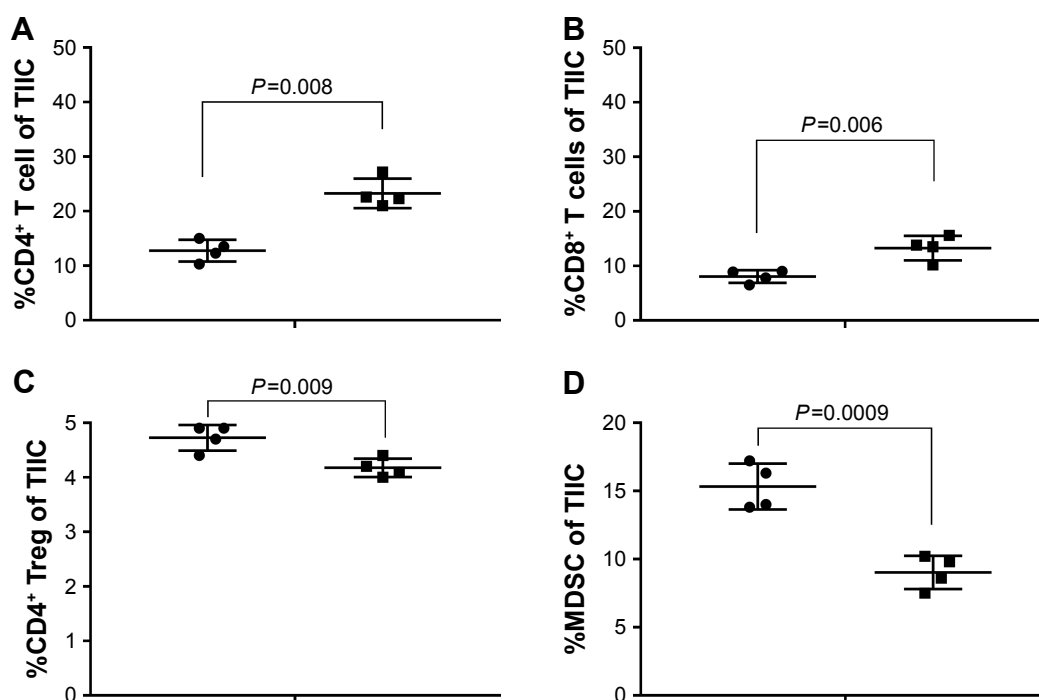 A
%CD4⁺ T cell of TIIC
50
40
30
20
10
0
P=0.008
B
%CD8⁺ T cells of TIIC
50
40
30
20
10
0
P=0.006
C
%CD4⁺ Treg of TIIC
5
4
3
2
1
0
P=0.009
D
%MDSC of TIIC
20
15
10
5
0
P=0.0009